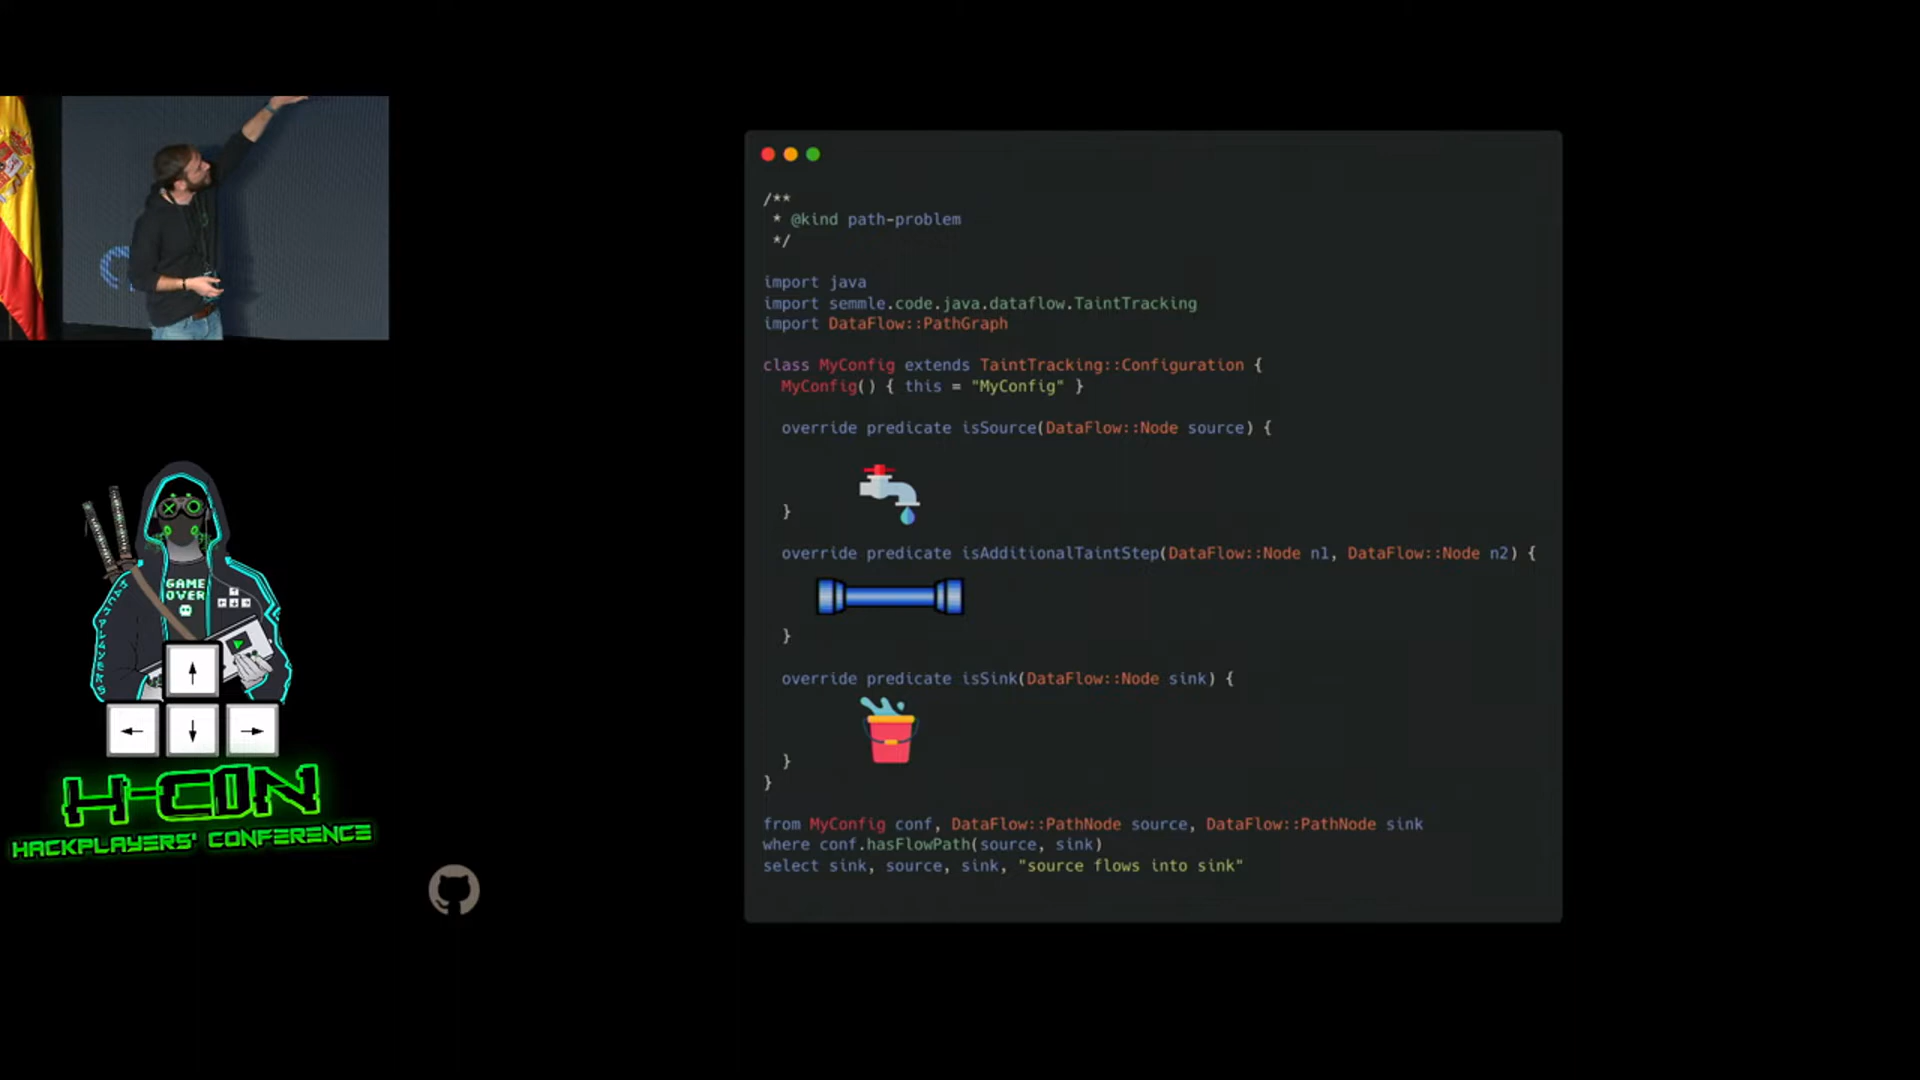 /**
 * @kind path-problem
 */
import java
import semmle.code.java.dataflow.TaintTracking
import DataFlow::PathGraph
class MyConfig extends TaintTracking::Configuration {
  MyConfig() { this = "MyConfig" }
  override predicate isSource(DataFlow::Node source) {
  }
  override predicate isAdditionalTaintStep(DataFlow::Node n1, DataFlow::Node n2) {
  }
  override predicate isSink(DataFlow::Node sink) {
  }
}
from MyConfig conf, DataFlow::PathNode source, DataFlow::PathNode sink
where conf.hasFlowPath(source, sink)
select sink, source, sink, "source flows into sink"
GAME
OVER
H-CON
HACKPLAYERS' CONFERENCE